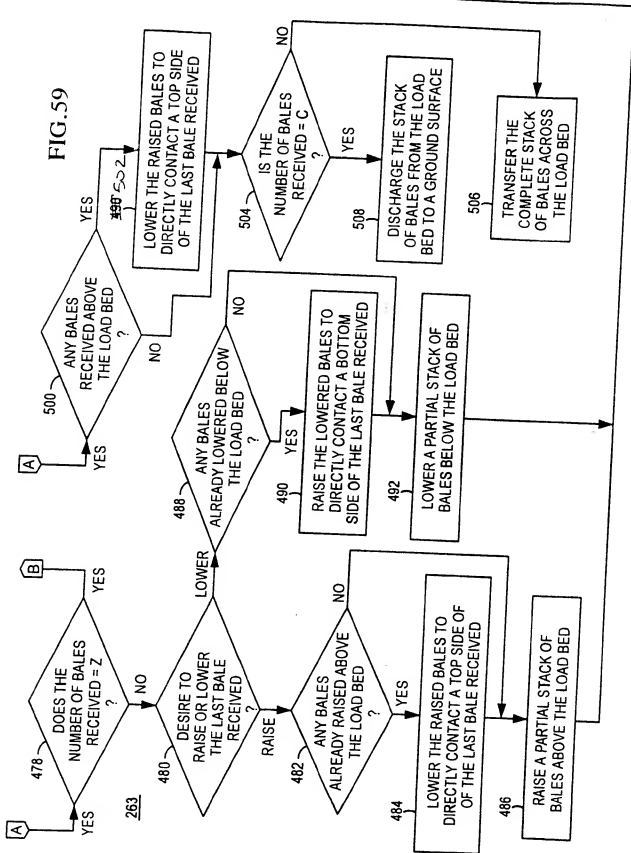 FIG.59
A
YES
478
DOES THE
NUMBER OF BALES
RECEIVED = Z
?
YES
B
NO
263
480
DESIRE TO
RAISE OR LOWER
THE LAST BALE
RECEIVED
?
LOWER
RAISE
482
ANY BALES
ALREADY RAISED ABOVE
THE LOAD BED
?
NO
YES
484
LOWER THE RAISED BALES TO
DIRECTLY CONTACT A TOP SIDE OF
OF THE LAST BALE RECEIVED
486
RAISE A PARTIAL STACK OF
BALES ABOVE THE LOAD BED
488
ANY BALES
ALREADY LOWERED BELOW
THE LOAD BED
?
NO
YES
490
RAISE THE LOWERED BALES TO
DIRECTLY CONTACT A BOTTOM
SIDE OF THE LAST BALE RECEIVED
492
LOWER A PARTIAL STACK OF
BALES BELOW THE LOAD BED
A
YES
500
ANY BALES
RECEIVED ABOVE
THE LOAD BED
?
YES
NO
502
LOWER THE RAISED BALES TO
DIRECTLY CONTACT A TOP SIDE
OF THE LAST BALE RECEIVED
504
IS THE
NUMBER OF BALES
RECEIVED = C
?
NO
YES
508
DISCHARGE THE STACK
OF BALES FROM THE LOAD
BED TO A GROUND SURFACE
506
TRANSFER THE
COMPLETE STACK
OF BALES ACROSS
THE LOAD BED